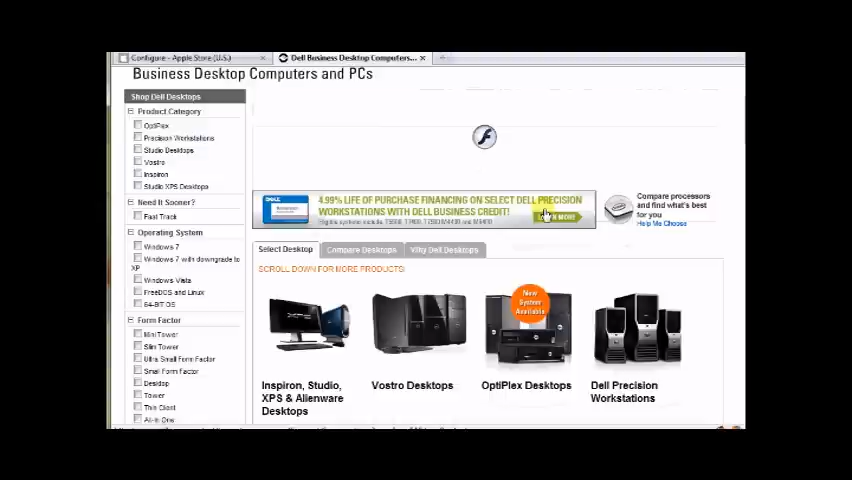 Configure - Apple Store (U.S.)
Dell Business Desktop Computers...
Business Desktop Computers and PCs
Shop Dell Desktops
Product Category
OptiPlex
Precision Workstations
Studio Desktops
Vostro
Inspiron
Studio XPS Desktops
Need It Sooner?
Fast Track
Operating System
Windows 7
Windows 7 with downgrade to
XP
Windows Vista
FreeDOS and Linux
64-BIT OS
Form Factor
Mini Tower
Slim Tower
Ultra Small Form Factor
Small Form Factor
Desktop
Tower
Thin Client
All-in One
DELL
4.99% LIFE OF PURCHASE FINANCING ON SELECT DELL PRECISION
WORKSTATIONS WITH DELL BUSINESS CREDIT!
LEARN MORE
Compare processors
and find what's best
for you
Help Me Choose
Select Desktop
Compare Desktops
Why Dell Desktops
SCROLL DOWN FOR MORE PRODUCTS
New
System
Available
Inspiron, Studio,
XPS & Alienware
Desktops
Vostro Desktops
OptiPlex Desktops
Dell Precision
Workstations